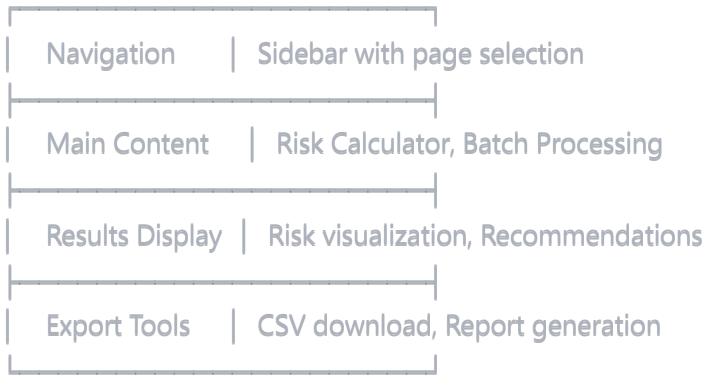 Navigation | Sidebar with page selection
Main Content | Risk Calculator, Batch Processing
Results Display | Risk visualization, Recommendations
Export Tools | CSV download, Report generation